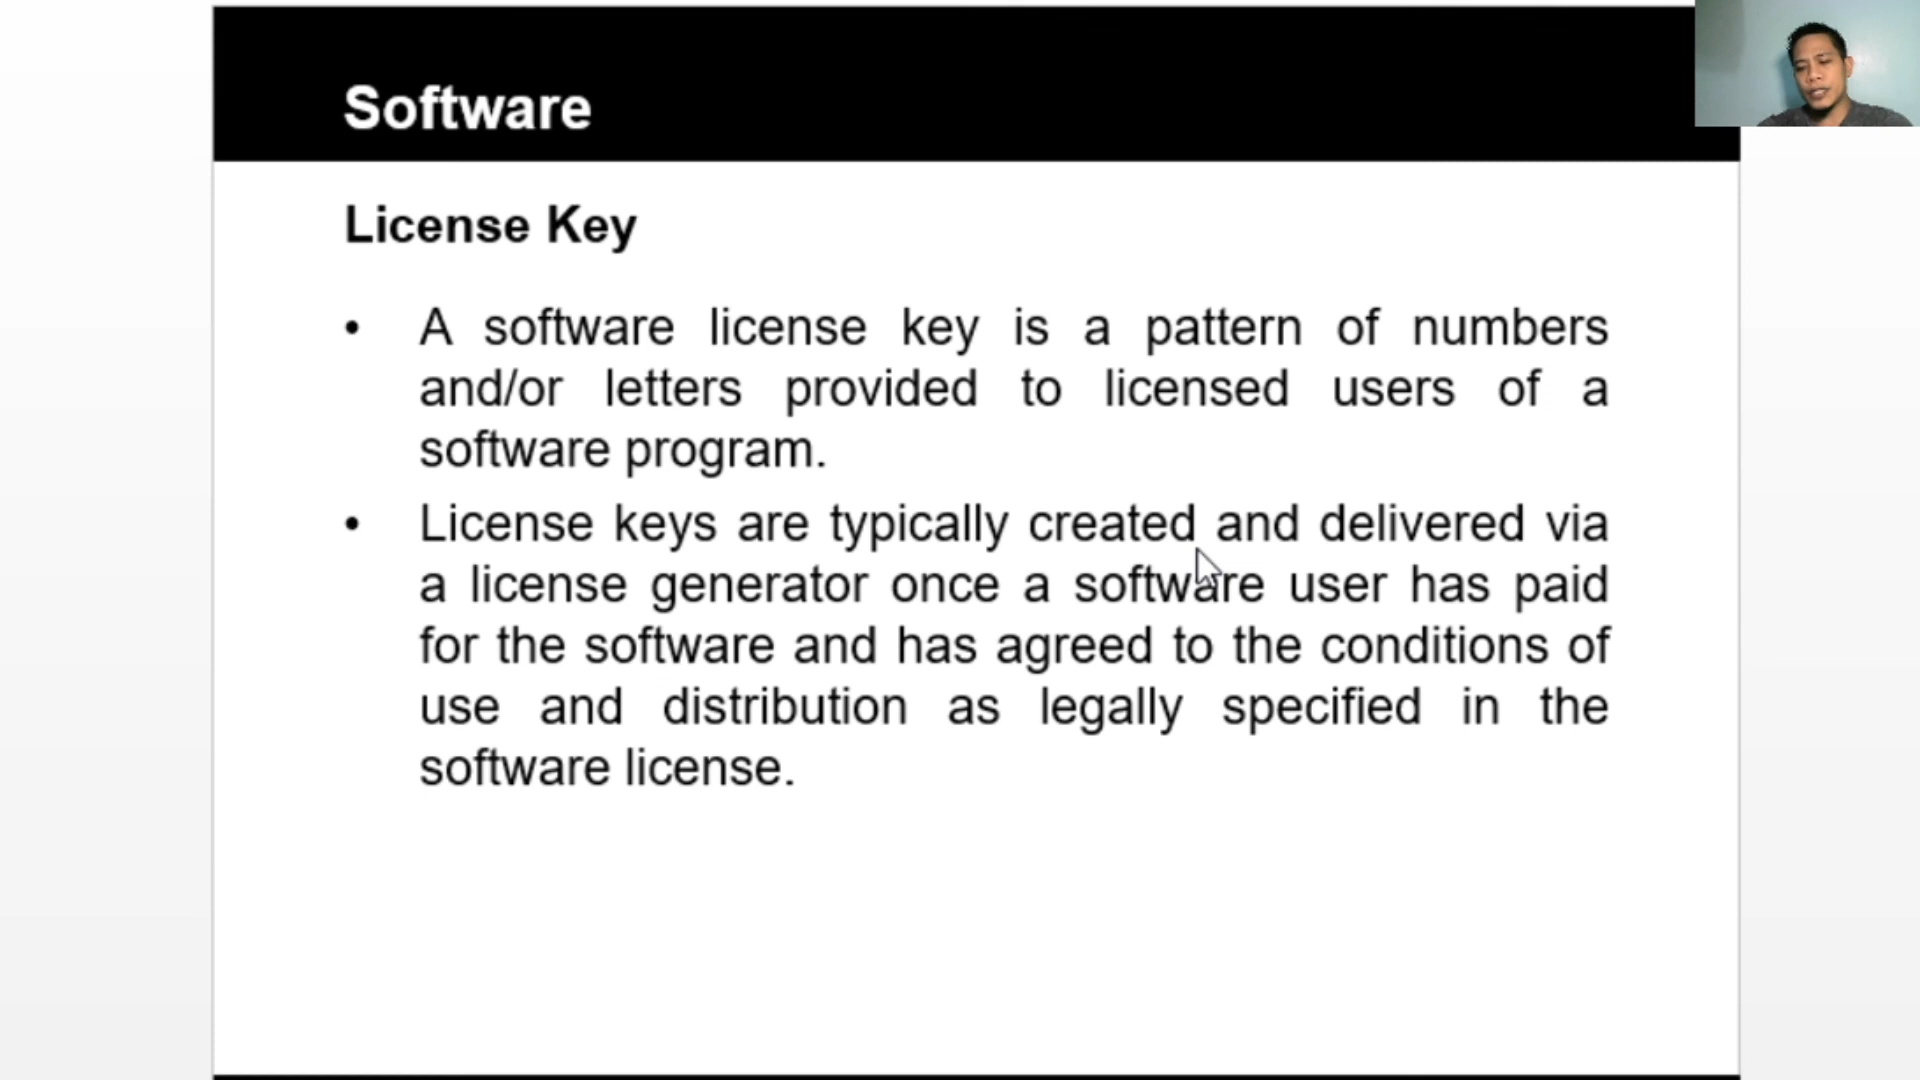 Software
License Key
• A software license key is a pattern of numbers
and/or letters provided to licensed users of a
software program.
• License keys are typically created and delivered via
a license generator once a software user has paid
for the software and has agreed to the conditions of
use and distribution as legally specified in the
software license.